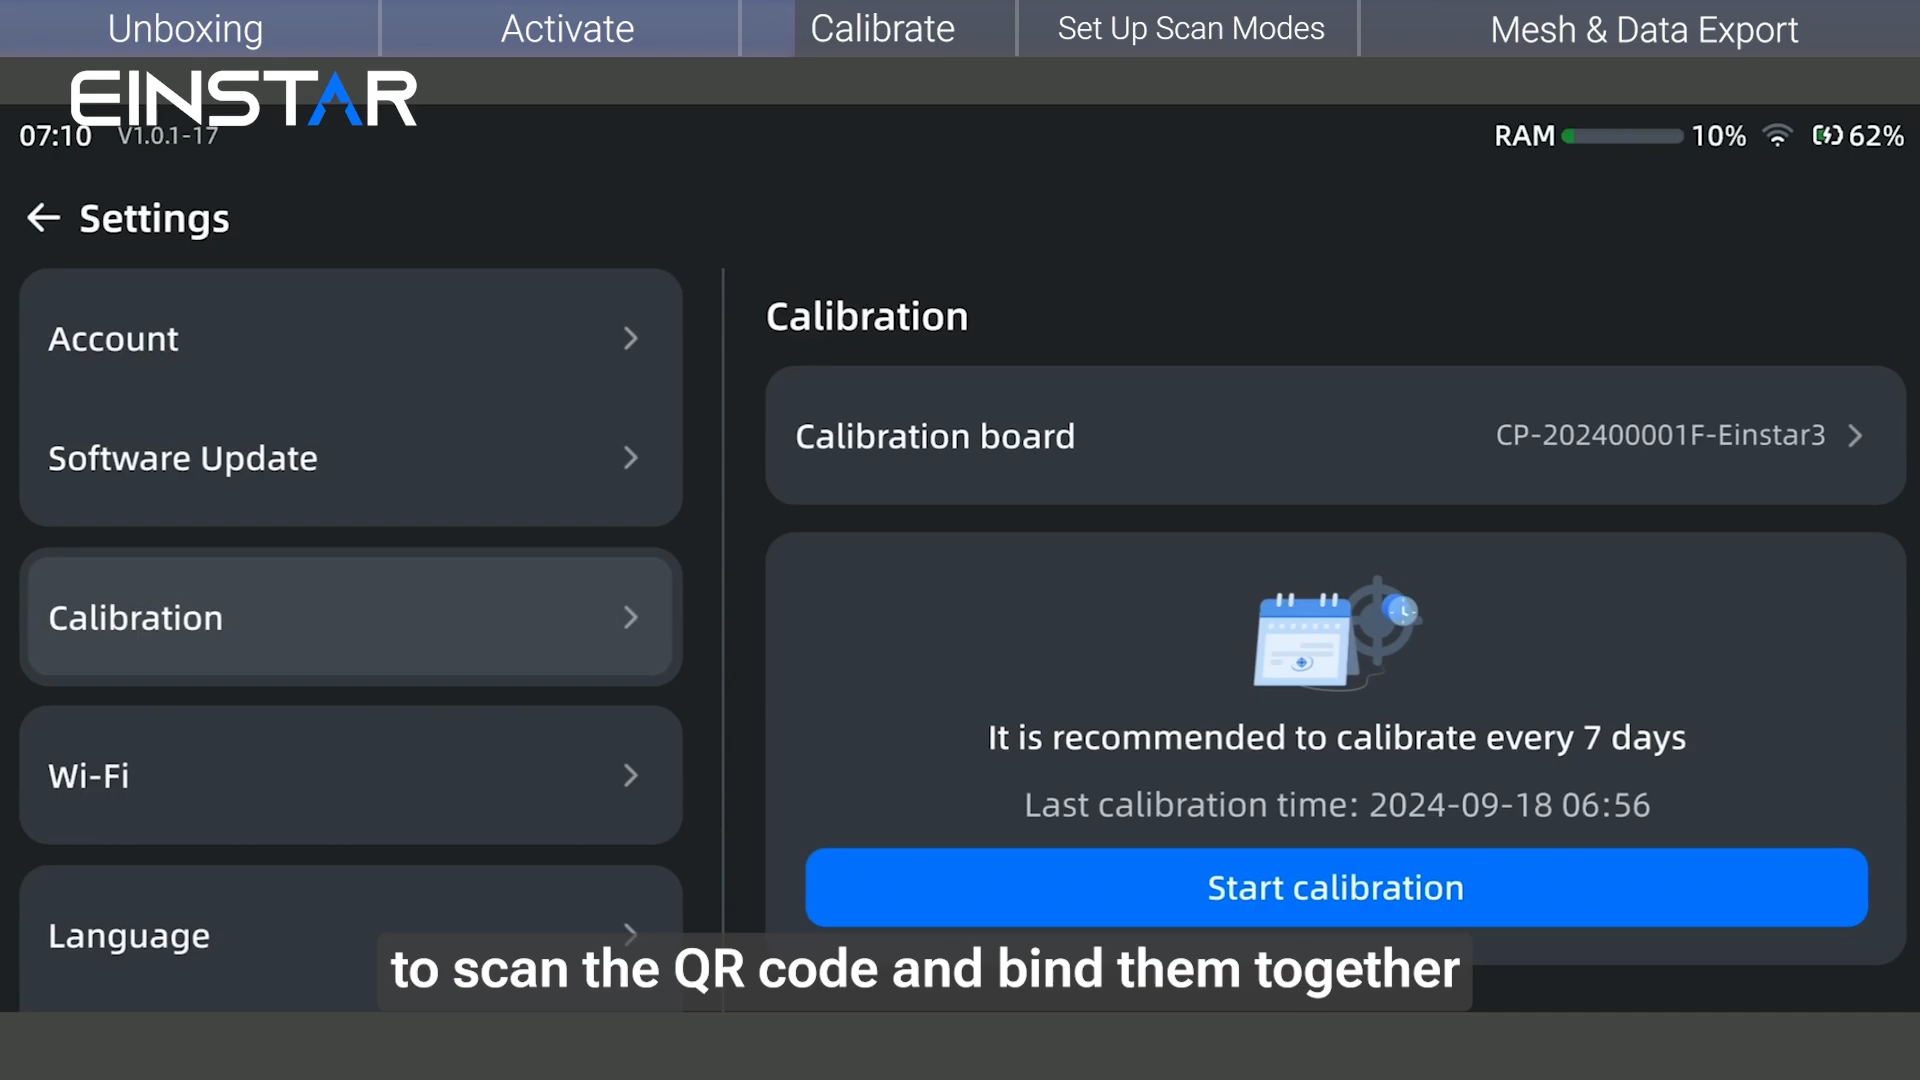 Unboxing
Activate
Calibrate
Set Up Scan Modes
Mesh & Data Export
EINSTAR
07:10 V1.0.1-17
RAM 10% 62%
Settings
Account
Software Update
Calibration
Wi-Fi
Language
Calibration
Calibration board CP-202400001F-Einstar3
It is recommended to calibrate every 7 days
Last calibration time: 2024-09-18 06:56
Start calibration
to scan the QR code and bind them together